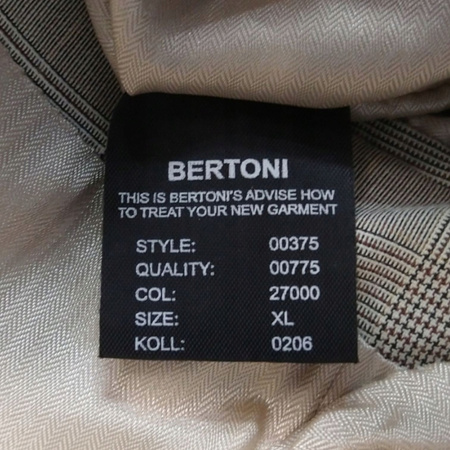 BERTONI
THIS IS BERTONI'S ADVISE HOW
TO TREAT YOUR NEW GARMENT
STYLE: 00375
QUALITY: 00775
COL: 27000
SIZE: XL
KOLL: 0206